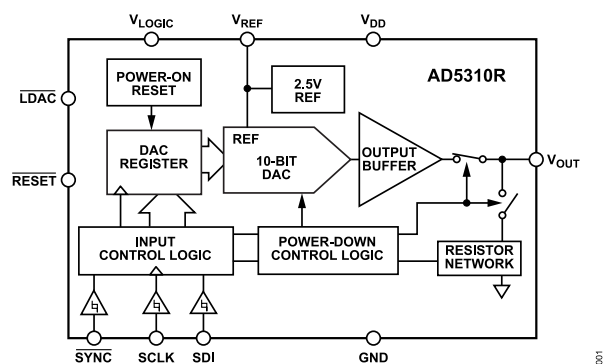 VLOGIC
VREF
VDD
POWER-ON
RESET
2.5V
REF
AD5310R
LDAC
REF
DAC
REGISTER
10-BIT
DAC
OUTPUT
BUFFER
VOUT
RESET
INPUT
CONTROL LOGIC
POWER-DOWN
CONTROL LOGIC
RESISTOR
NETWORK
SYNC
SCLK
SDI
GND
001